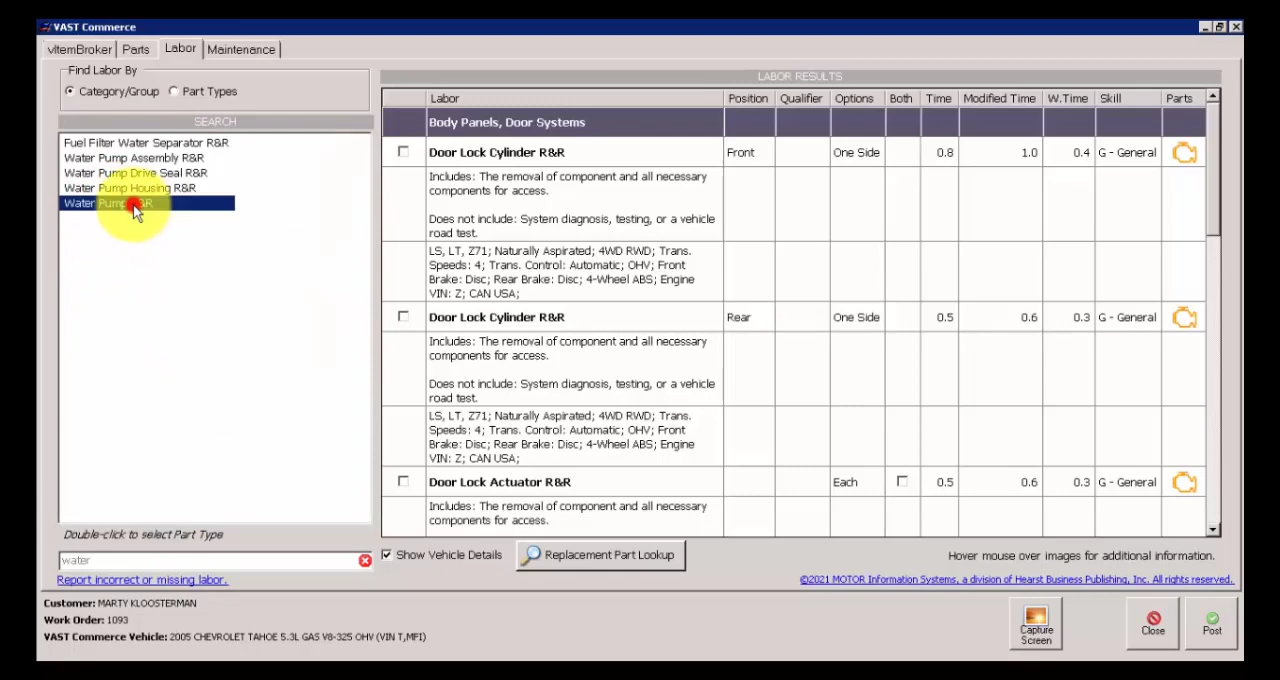 VAST Commerce
vItemBroker Parts Labor Maintenance
Find Labor By
Category/Group Part Types
SEARCH
Fuel Filter Water Separator R&R
Water Pump Assembly R&R
Water Pump Drive Seal R&R
Water Pump Housing R&R
Water Pump R&R
Double-click to select Part Type
water
Report incorrect or missing labor.
LABOR RESULTS
Labor Position Qualifier Options Both Time Modified Time W.Time Skill Parts
Body Panels, Door Systems
Door Lock Cylinder R&R Front One Side 0.8 1.0 0.4 G - General
Includes: The removal of component and all necessary
components for access.
Does not include: System diagnosis, testing, or a vehicle
road test.
LS, LT, Z71; Naturally Aspirated; 4WD RWD; Trans.
Speeds: 4; Trans. Control: Automatic; OHV; Front
Brake: Disc; Rear Brake: Disc; 4-Wheel ABS; Engine
VIN: Z; CAN USA;
Door Lock Cylinder R&R Rear One Side 0.5 0.6 0.3 G - General
Includes: The removal of component and all necessary
components for access.
Does not include: System diagnosis, testing, or a vehicle
road test.
LS, LT, Z71; Naturally Aspirated; 4WD RWD; Trans.
Speeds: 4; Trans. Control: Automatic; OHV; Front
Brake: Disc; Rear Brake: Disc; 4-Wheel ABS; Engine
VIN: Z; CAN USA;
Door Lock Actuator R&R Each 0.5 0.6 0.3 G - General
Includes: The removal of component and all necessary
components for access.
Show Vehicle Details Replacement Part Lookup Hover mouse over images for additional information.
©2021 MOTOR Information Systems, a division of Hearst Business Publishing, Inc. All rights reserved.
Customer: MARTY KLOOSTERMAN
Work Order: 1093
VAST Commerce Vehicle: 2005 CHEVROLET TAHOE 5.3L GAS V8-325 OHV (VIN T,MFI)
Capture
Screen
Close
Post